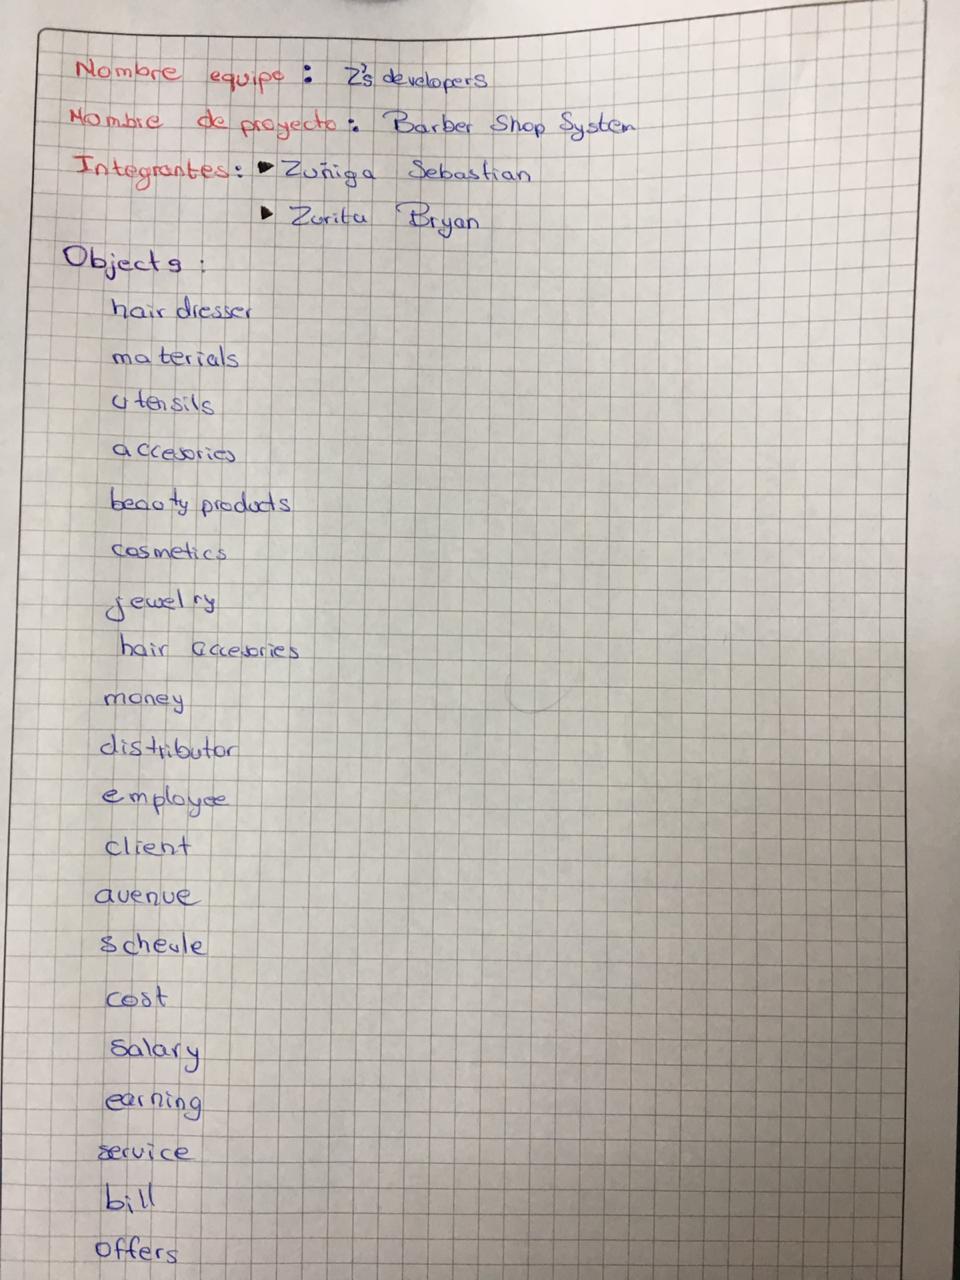 Nombre equipo: Z's developers
Nombre de proyecto: Barber Shop System
Integrantes: ► Zuñiga Sebastian
► Zurita Bryan
Objects:
hair dresser
materials
utensils
accesories
beauty products
cosmetics
jewelry
hair accesories
money
distributor
employee
client
avenue
scheule
cost
salary
earning
service
bill
offers